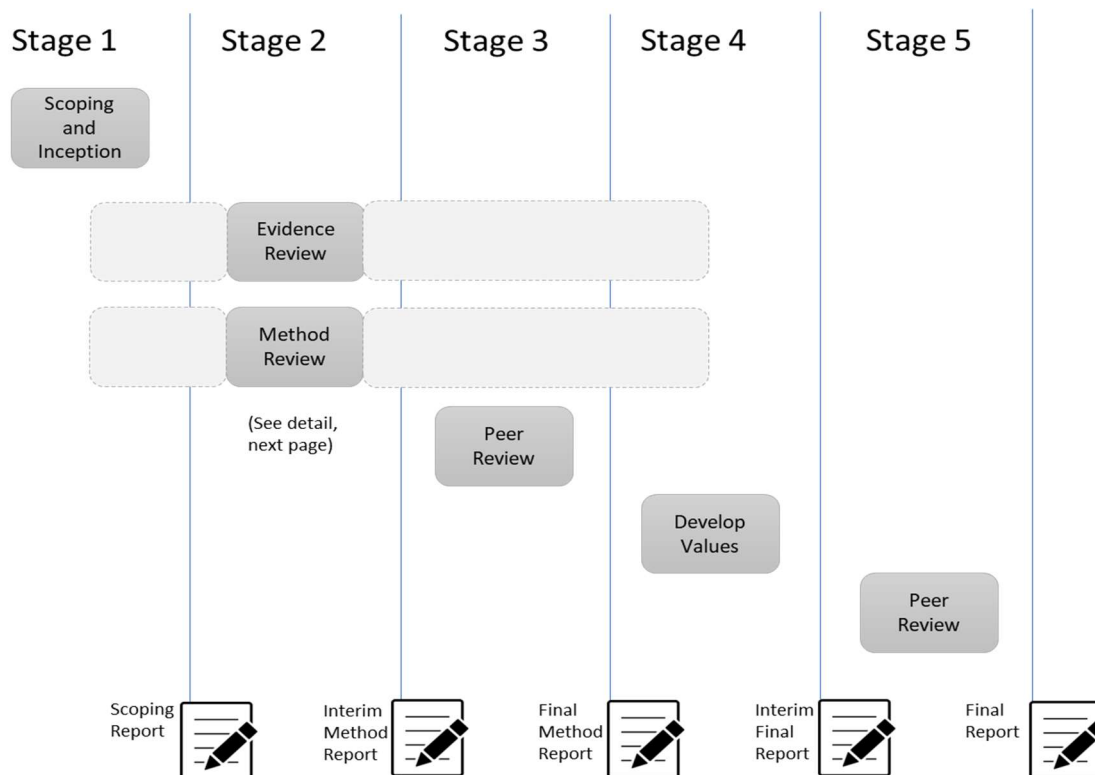 Stage 1
Stage 2
Stage 3
Stage 4
Stage 5
Scoping
and
Inception
Evidence
Review
Method
Review
(See detail,
next page)
Peer
Review
Develop
Values
Peer
Review
Scoping
Report
Interim
Method
Report
Final
Method
Report
Interim
Final
Report
Final
Report